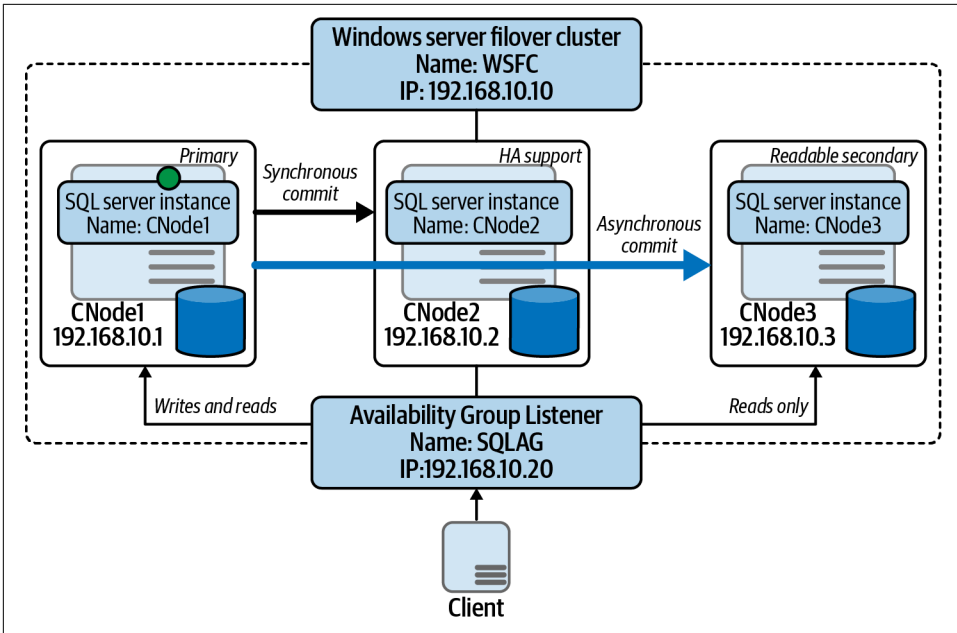 Windows server filover cluster
Name: WSFC
IP: 192.168.10.10
Primary
SQL server instance
Name: CNode1
CNode1
192.168.10.1
Synchronous
commit
HA support
SQL server instance
Name: CNode2
CNode2
192.168.10.2
Asynchronous
commit
Readable secondary
SQL server instance
Name: CNode3
CNode3
192.168.10.3
Writes and reads
Reads only
Availability Group Listener
Name: SQLAG
IP:192.168.10.20
Client